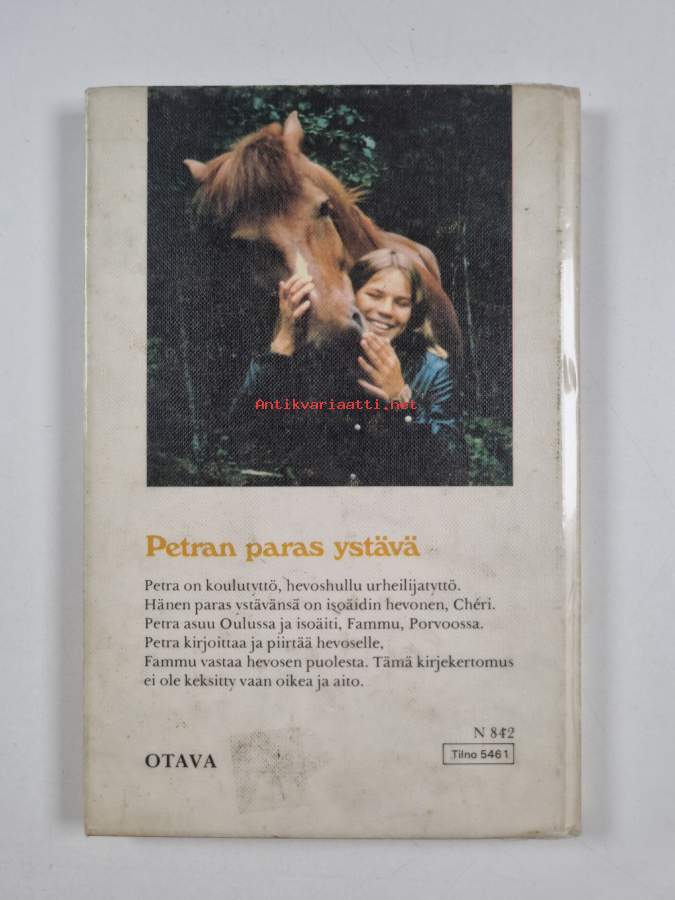 Antikvariaatti.net
Petran paras ystävä
Petra on koulutyttö, hevoshullu urheilijatyttö.
Hänen paras ystävänsä on isoäidin hevonen, Chéri.
Petra asuu Oulussa ja isoäiti, Fammu, Porvoossa.
Petra kirjoittaa ja piirtää hevoselle,
Fammu vastaa hevosen puolesta. Tämä kirjekertomus
ei ole keksitty vaan oikea ja aito.
N 842
Tilno 5461
OTAVA